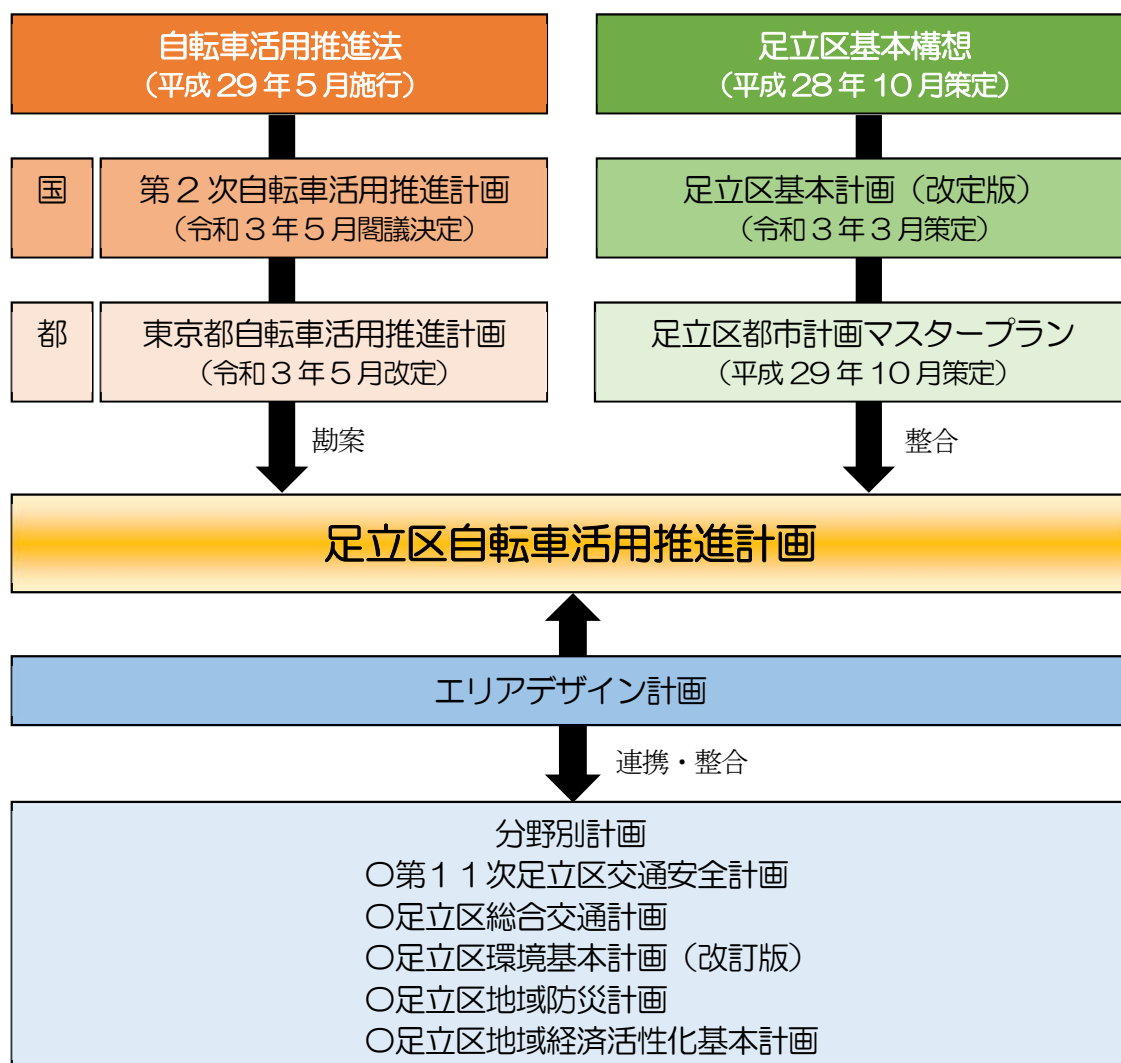 自転車活用推進法
（平成29年5月施行）
足立区基本構想
（平成28年10月策定）
国
第2次自転車活用推進計画
（令和3年5月閣議決定）
足立区基本計画（改定版）
（令和3年3月策定）
都
東京都自転車活用推進計画
（令和3年5月改定）
足立区都市計画マスタープラン
（平成29年10月策定）
勘案
整合
足立区自転車活用推進計画
エリアデザイン計画
連携・整合
分野別計画
〇第１１次足立区交通安全計画
〇足立区総合交通計画
〇足立区環境基本計画（改訂版）
〇足立区地域防災計画
〇足立区地域経済活性化基本計画